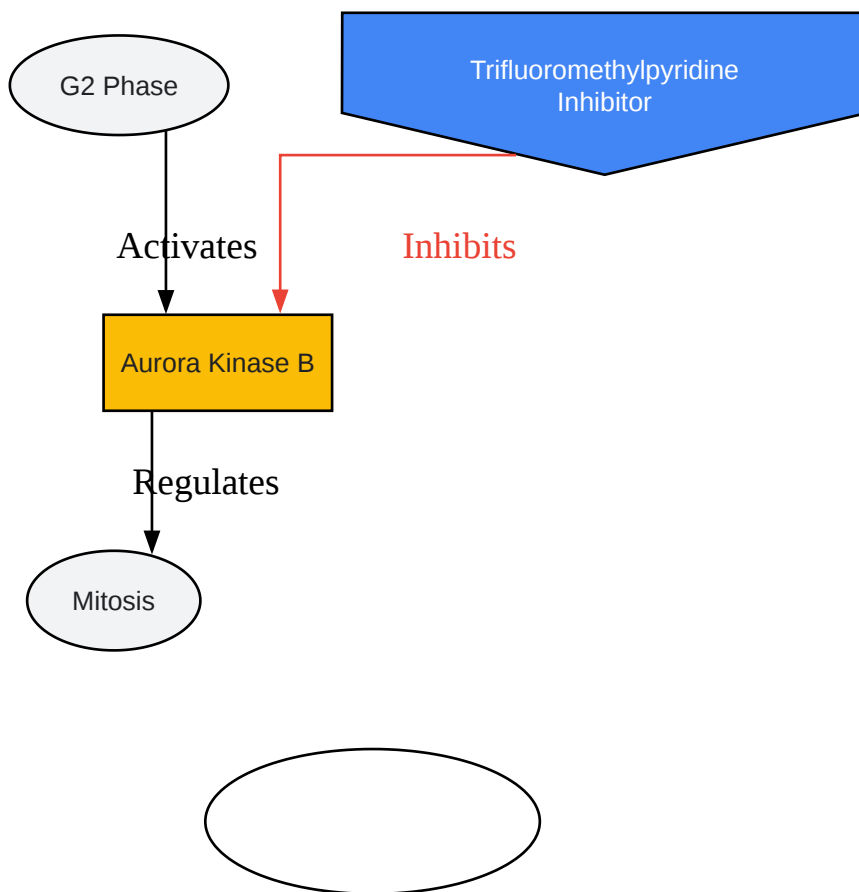 G2 Phase
Trifluoromethylpyridine
Inhibitor
Activates
Inhibits
Aurora Kinase B
Regulates
Mitosis